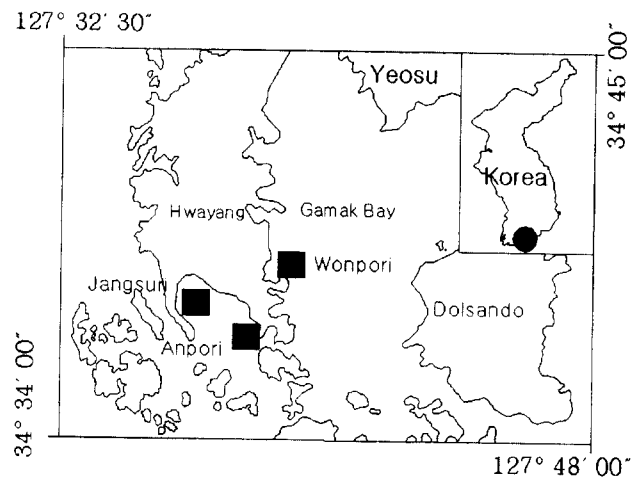 127° 32′ 30″
34° 45′ 00″
Yeosu
Korea
Hwayang
Gamak Bay
Wonpori
Jangsuri
Dolsando
Anpori
34° 34′ 00″
127° 48′ 00″